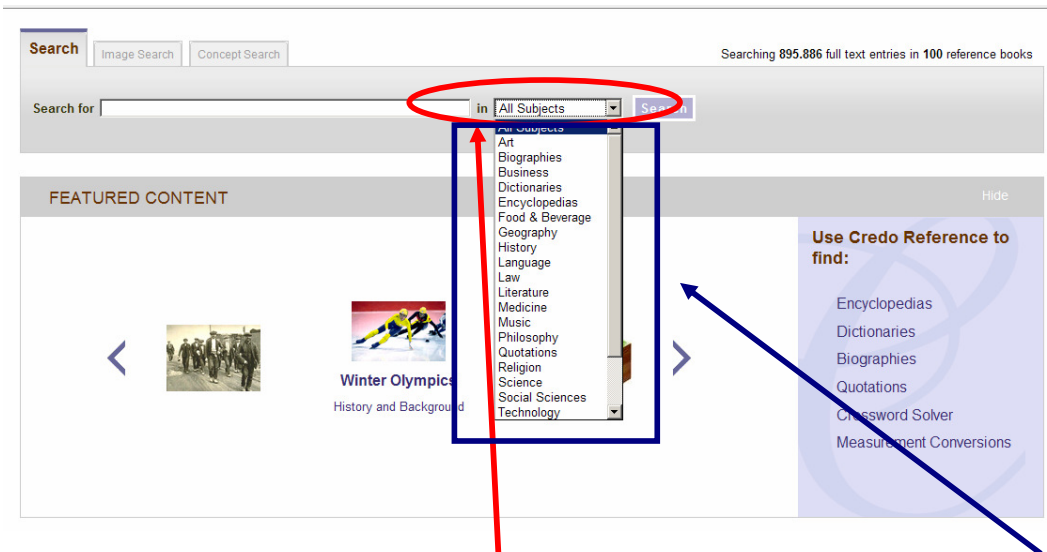 Search Image Search Concept Search
Searching 895.886 full text entries in 100 reference books
Search for in All Subjects Search
All Subjects
Art
Biographies
Business
Dictionaries
Encyclopedias
Food & Beverage
Geography
History
Language
Law
Literature
Medicine
Music
Philosophy
Quotations
Religion
Science
Social Sciences
Technology
FEATURED CONTENT Hide
Winter Olympics
History and Background
Use Credo Reference to
find:
Encyclopedias
Dictionaries
Biographies
Quotations
Crossword Solver
Measurement Conversions